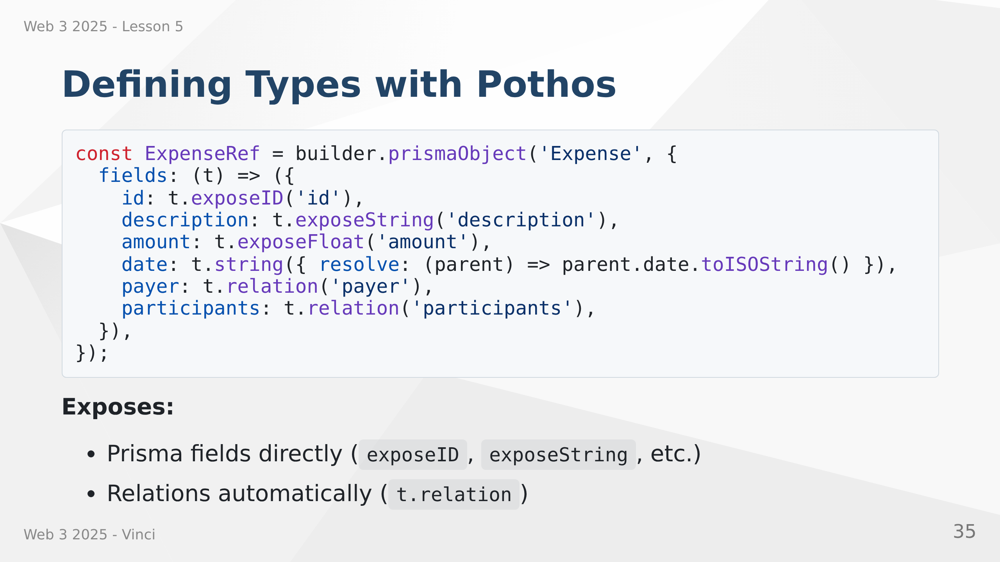 Web 3 2025 - Lesson 5
Defining Types with Pothos
const ExpenseRef = builder.prismaObject('Expense', {
  fields: (t) => ({
    id: t.exposeID('id'),
    description: t.exposeString('description'),
    amount: t.exposeFloat('amount'),
    date: t.string({ resolve: (parent) => parent.date.toISOString() }),
    payer: t.relation('payer'),
    participants: t.relation('participants'),
  }),
});
Exposes:
• Prisma fields directly (exposeID, exposeString, etc.)
• Relations automatically (t.relation)
Web 3 2025 - Vinci
35